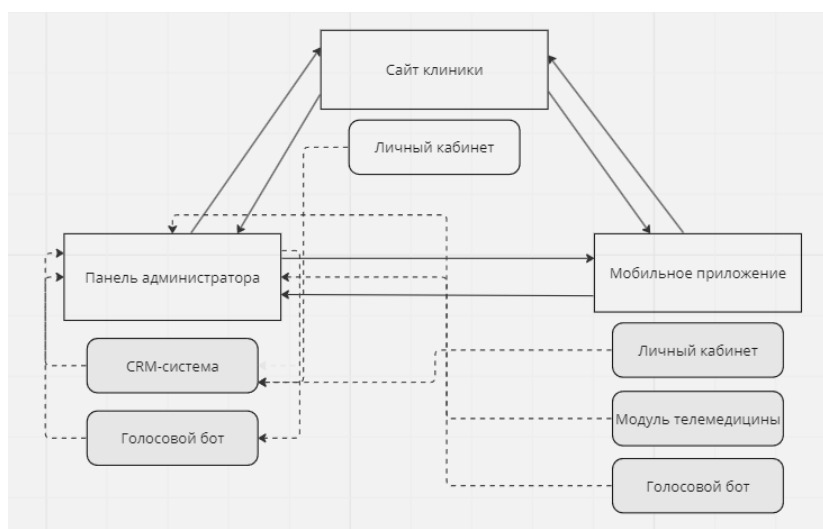 Сайт клиники
Личный кабинет
Панель администратора
Мобильное приложение
CRM-система
Личный кабинет
Голосовой бот
Модуль телемедицины
Голосовой бот